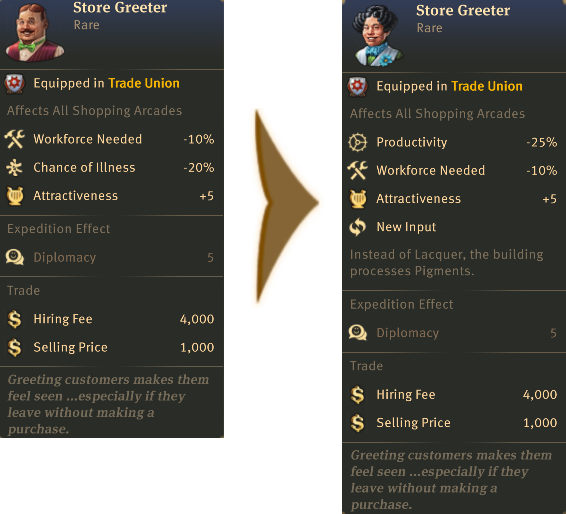 Store Greeter
Rare
Equipped in Trade Union
Affects All Shopping Arcades
Workforce Needed -10%
Chance of Illness -20%
Attractiveness +5
Expedition Effect
Diplomacy 5
Trade
Hiring Fee 4,000
Selling Price 1,000
Greeting customers makes them
feel seen ...especially if they
leave without making a
purchase.
Store Greeter
Rare
Equipped in Trade Union
Affects All Shopping Arcades
Productivity -25%
Workforce Needed -10%
Attractiveness +5
New Input
Instead of Lacquer, the building
processes Pigments.
Expedition Effect
Diplomacy 5
Trade
Hiring Fee 4,000
Selling Price 1,000
Greeting customers makes them
feel seen ...especially if they
leave without making a
purchase.